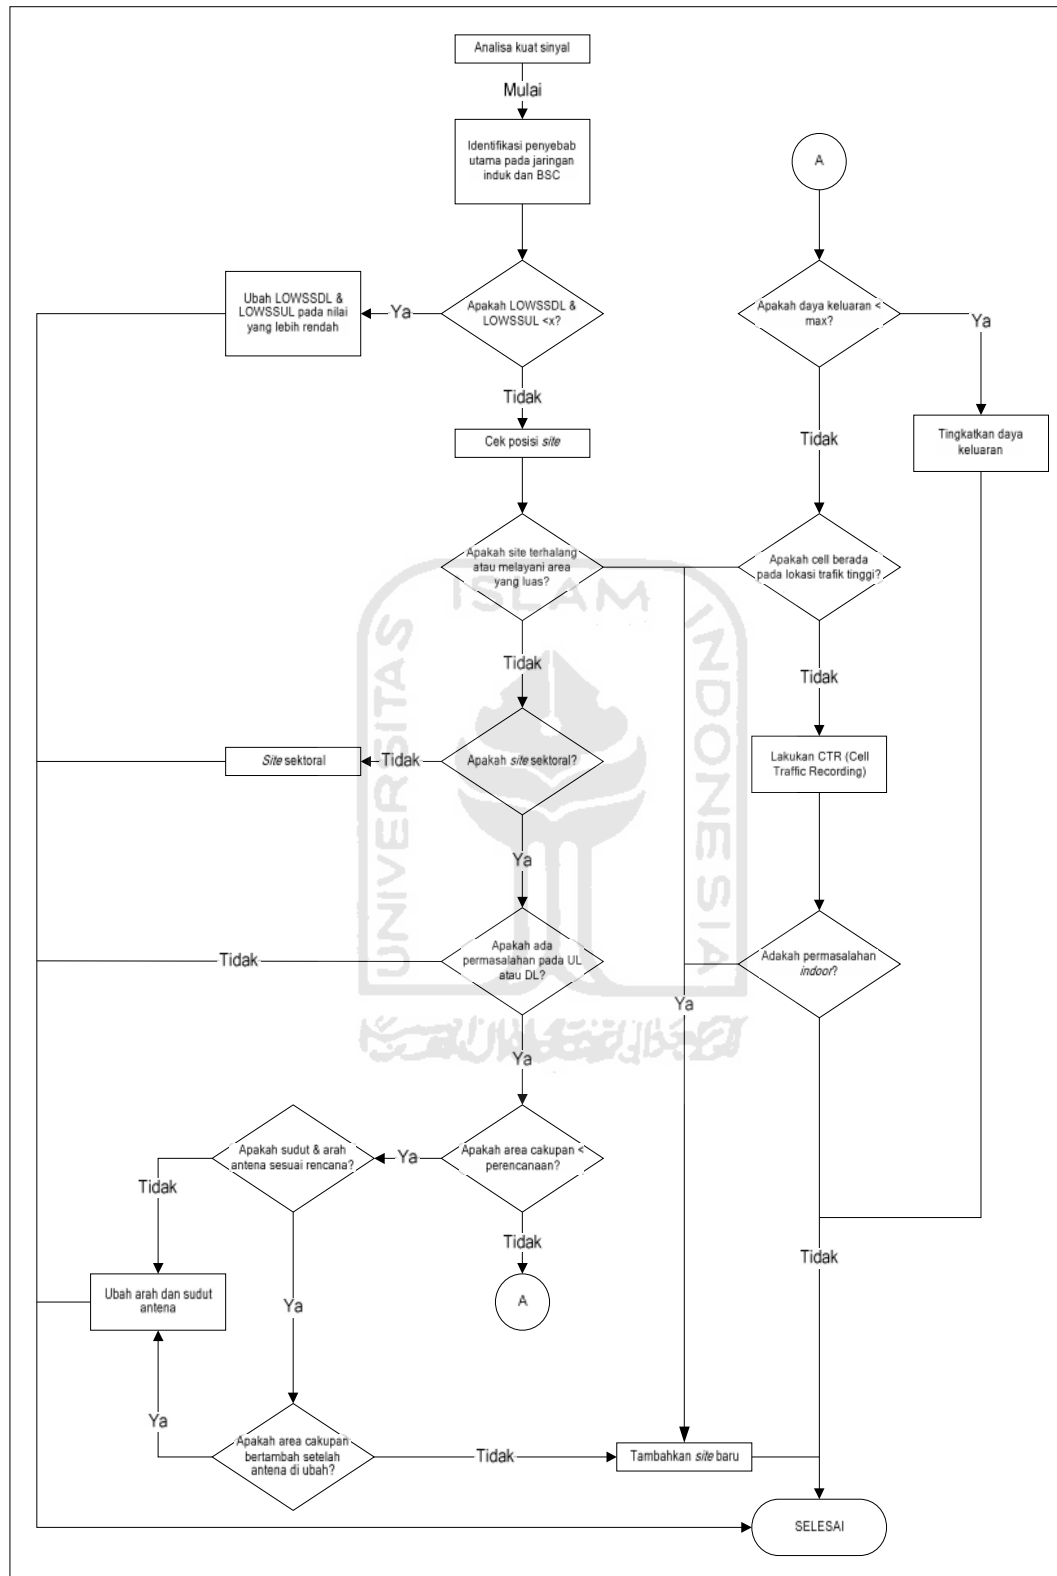 Analisa kuat sinyal
Mulai
Identifikasi penyebab
utama pada jaringan
induk dan BSC
A
Ubah LOWSSDL &
LOWSSUL pada nilai
yang lebih rendah
Ya
Apakah LOWSSDL &
LOWSSUL <x?
Apakah daya keluaran <
max?
Ya
Tidak
Cek posisi site
Tidak
Tingkatkan daya
keluaran
Apakah site terhalang
atau melayani area
yang luas?
Apakah cell berada
pada lokasi trafik tinggi?
Tidak
Tidak
Site sektoral
Tidak
Apakah site sektoral?
Lakukan CTR (Cell
Traffic Recording)
Ya
Tidak
Apakah ada
permasalahan pada UL
atau DL?
Adakah permasalahan
indoor?
Ya
Ya
Apakah sudut & arah
antena sesuai rencana?
Ya
Apakah area cakupan <
perencanaan?
Tidak
Tidak
Tidak
Ubah arah dan sudut
antena
Ya
A
Ya
Apakah area cakupan
bertambah setelah
antena di ubah?
Tidak
Tambahkan site baru
SELESAI
UNIVERSITAS
ISLAM
INDONESIA